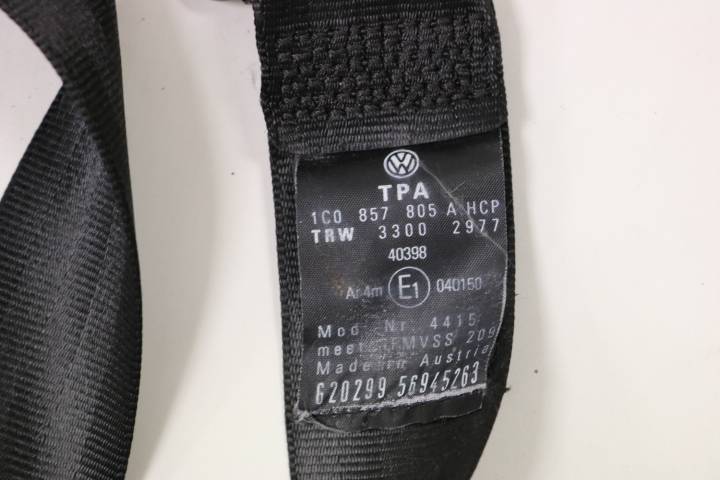 VW
TPA
1C0 857 805 A HCP
TRW 3300 2977
40398
Ar4m E1 040150
Mod. Nr. 4415
meets FMVSS 209
Made in Austria
620299 56945263